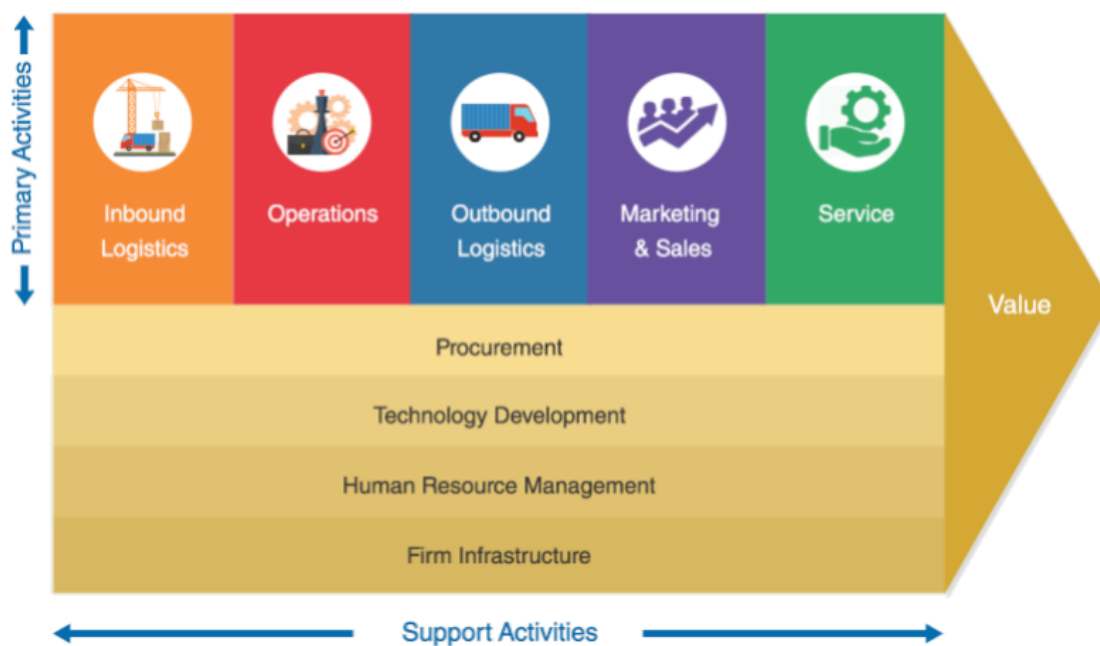 Primary Activities
Inbound
Logistics
Operations
Outbound
Logistics
Marketing
& Sales
Service
Value
Procurement
Technology Development
Human Resource Management
Firm Infrastructure
Support Activities